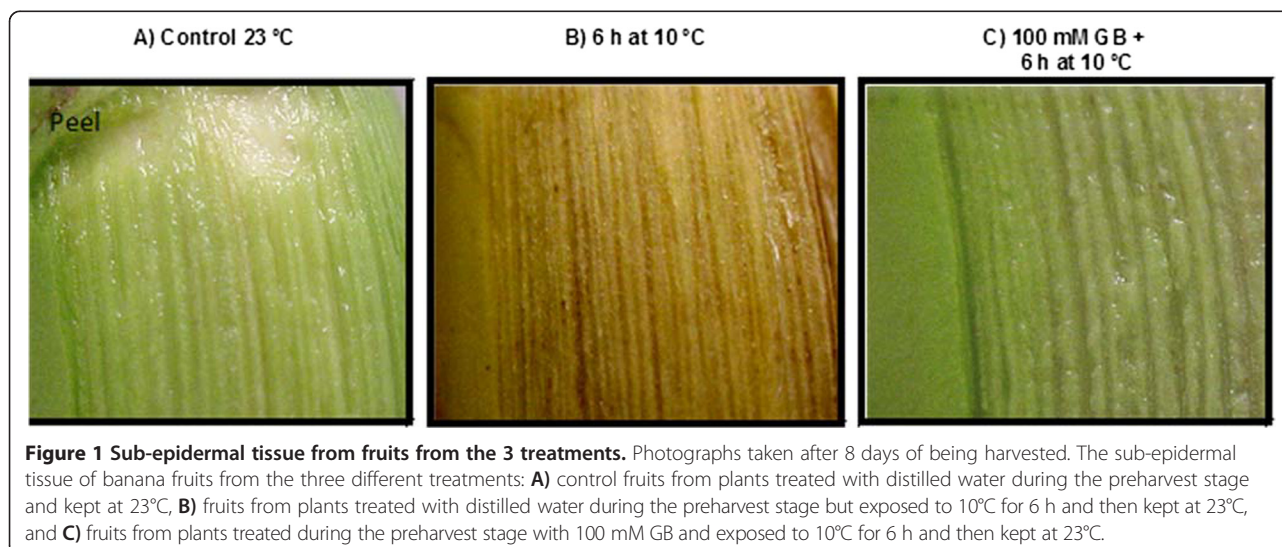 A) Control 23 °C
B) 6 h at 10 °C
C) 100 mM GB +
6 h at 10 °C
Peel
Figure 1 Sub-epidermal tissue from fruits from the 3 treatments. Photographs taken after 8 days of being harvested. The sub-epidermal
tissue of banana fruits from the three different treatments: A) control fruits from plants treated with distilled water during the preharvest stage
and kept at 23°C, B) fruits from plants treated with distilled water during the preharvest stage but exposed to 10°C for 6 h and then kept at 23°C,
and C) fruits from plants treated during the preharvest stage with 100 mM GB and exposed to 10°C for 6 h and then kept at 23°C.